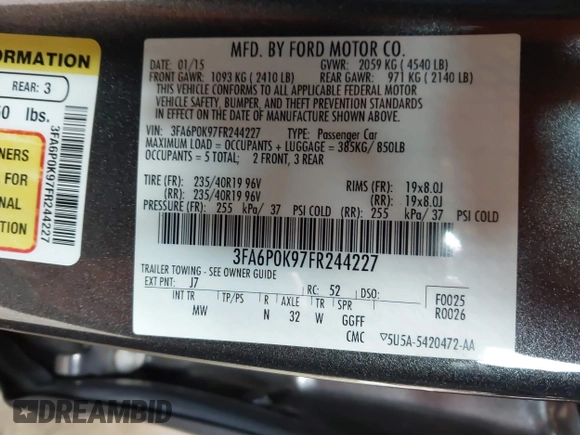 ORMATION
REAR: 3
50 lbs.
NERS
K FOR
AL
ION.
3FA6P0K97FR244227
MFD. BY FORD MOTOR CO.
DATE: 01/15 GVWR: 2059 KG ( 4540 LB)
FRONT GAWR: 1093 KG ( 2410 LB) REAR GAWR: 971 KG ( 2140 LB)
THIS VEHICLE CONFORMS TO ALL APPLICABLE FEDERAL MOTOR
VEHICLE SAFETY, BUMPER, AND THEFT PREVENTION STANDARDS
IN EFFECT ON THE DATE OF MANUFACTURE SHOWN ABOVE
VIN: 3FA6P0K97FR244227 TYPE: Passenger Car
MAXIMUM LOAD = OCCUPANTS + LUGGAGE = 385KG/ 850LB
OCCUPANTS = 5 TOTAL; 2 FRONT, 3 REAR
TIRE (FR): 235/40R19 96V RIMS (FR): 19x8.0J
(RR): 235/40R19 96V (RR): 19x8.0J
PRESSURE (FR): 255 kPa/ 37 PSI COLD (RR): 255 kPa/ 37 PSI COLD
3FA6P0K97FR244227
TRAILER TOWING - SEE OWNER GUIDE
EXT PNT: J7 RC: 52 DSO: F0025
R0026
INT TR TP/PS R AXLE TR SPR
MW N 32 W GGFF
CMC ▽5U5A-5420472-AA
DREAMBID